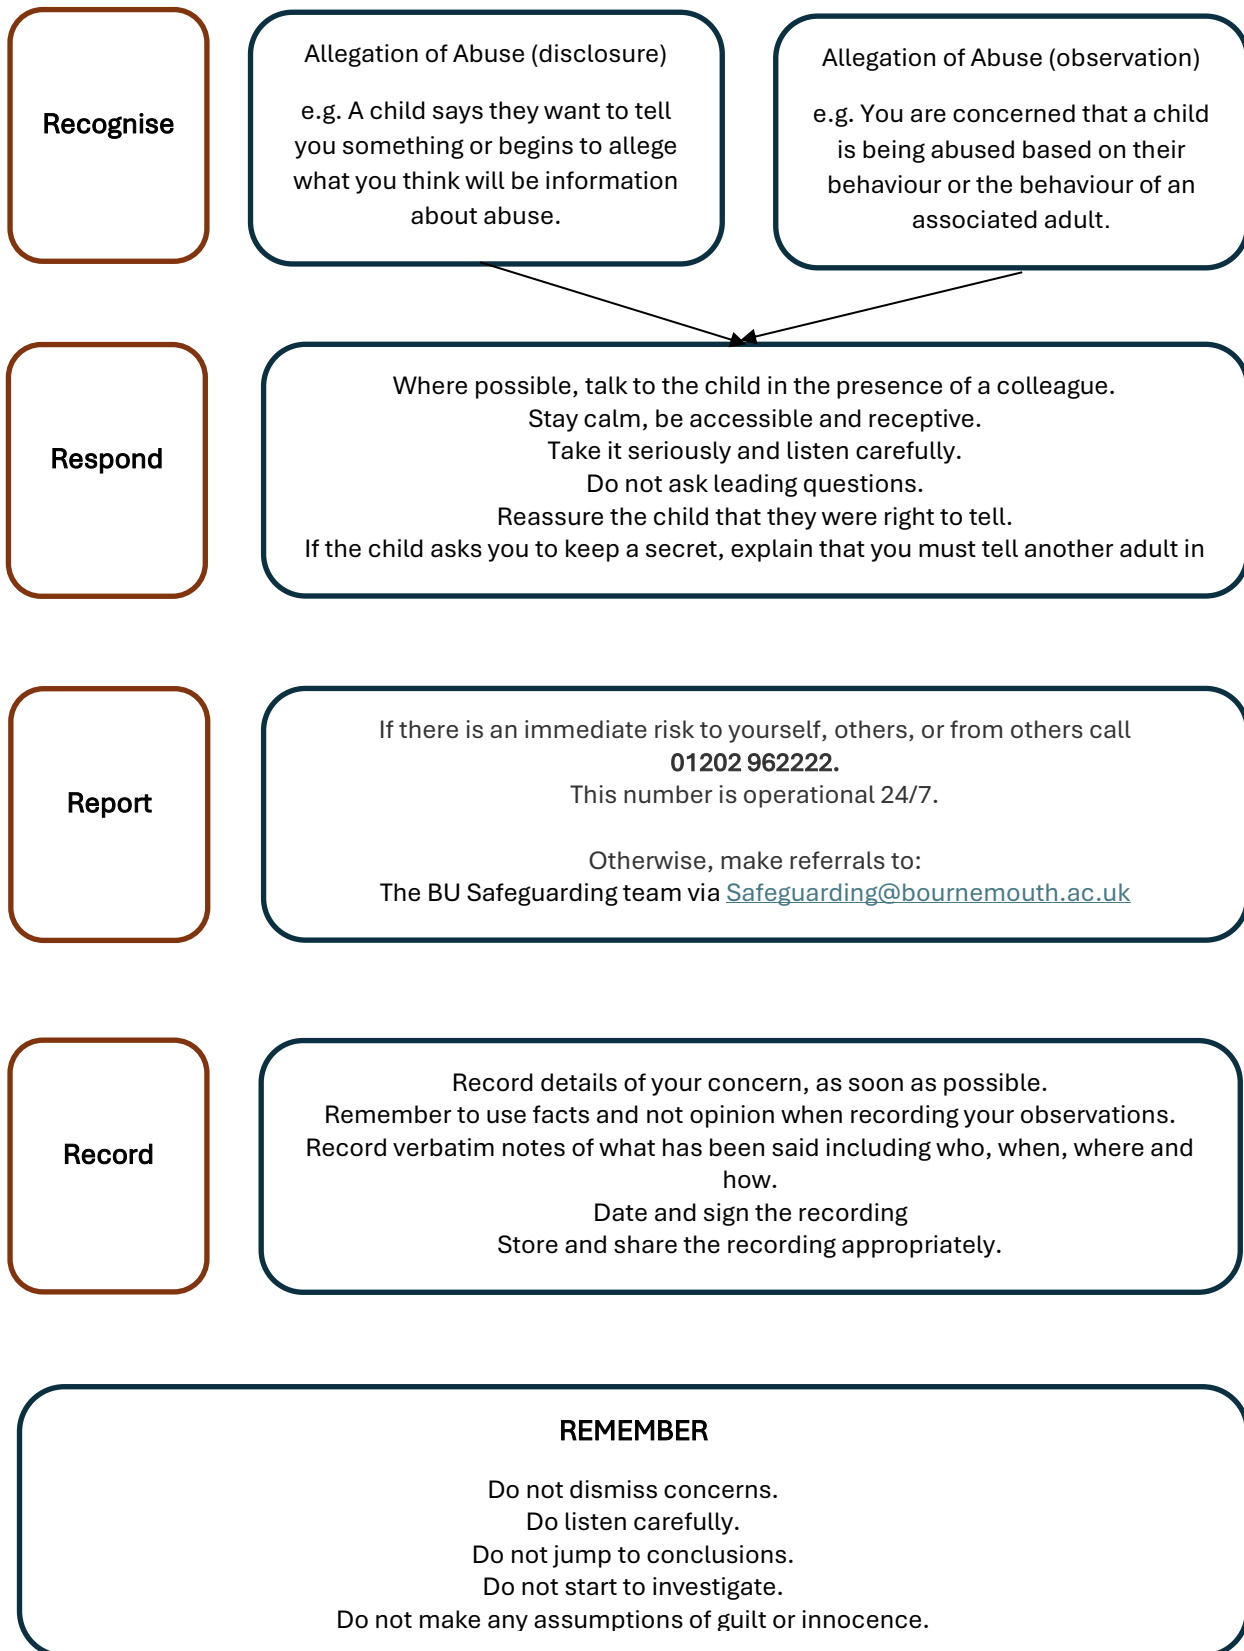 Recognise
Allegation of Abuse (disclosure)
e.g. A child says they want to tell
you something or begins to allege
what you think will be information
about abuse.
Allegation of Abuse (observation)
e.g. You are concerned that a child
is being abused based on their
behaviour or the behaviour of an
associated adult.
Respond
Where possible, talk to the child in the presence of a colleague.
Stay calm, be accessible and receptive.
Take it seriously and listen carefully.
Do not ask leading questions.
Reassure the child that they were right to tell.
If the child asks you to keep a secret, explain that you must tell another adult in
Report
If there is an immediate risk to yourself, others, or from others call
01202 962222.
This number is operational 24/7.
Otherwise, make referrals to:
The BU Safeguarding team via Safeguarding@bournemouth.ac.uk
Record
Record details of your concern, as soon as possible.
Remember to use facts and not opinion when recording your observations.
Record verbatim notes of what has been said including who, when, where and
how.
Date and sign the recording
Store and share the recording appropriately.
REMEMBER
Do not dismiss concerns.
Do listen carefully.
Do not jump to conclusions.
Do not start to investigate.
Do not make any assumptions of guilt or innocence.